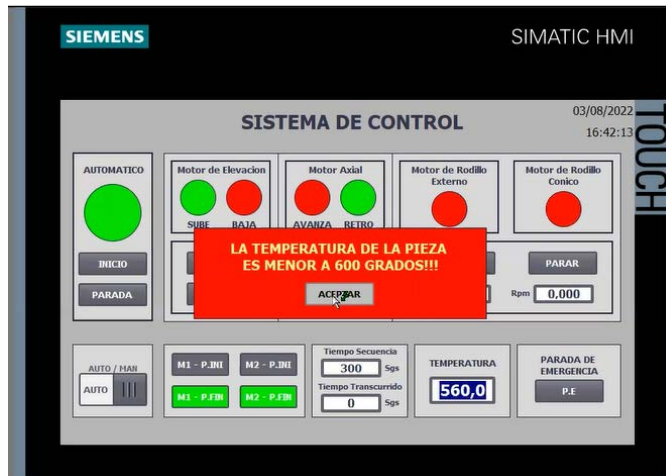 SIEMENS
SIMATIC HMI
TOUCH
03/08/2022
16:42:13
SISTEMA DE CONTROL
AUTOMATICO
INICIO
PARADA
Motor de Elevacion
SUBE BAJA
Motor Axial
AVANZA RETRO
Motor de Rodillo
Externo
Motor de Rodillo
Conico
PARAR
Rpm 0,000
LA TEMPERATURA DE LA PIEZA
ES MENOR A 600 GRADOS!!!
ACEPTAR
AUTO / MAN
AUTO
M1 - P.INI M2 - P.INI
M1 - P.FIN M2 - P.FIN
Tiempo Secuencia
300 Sgs
Tiempo Transcurrido
0 Sgs
TEMPERATURA
560,0
PARADA DE
EMERGENCIA
P.E